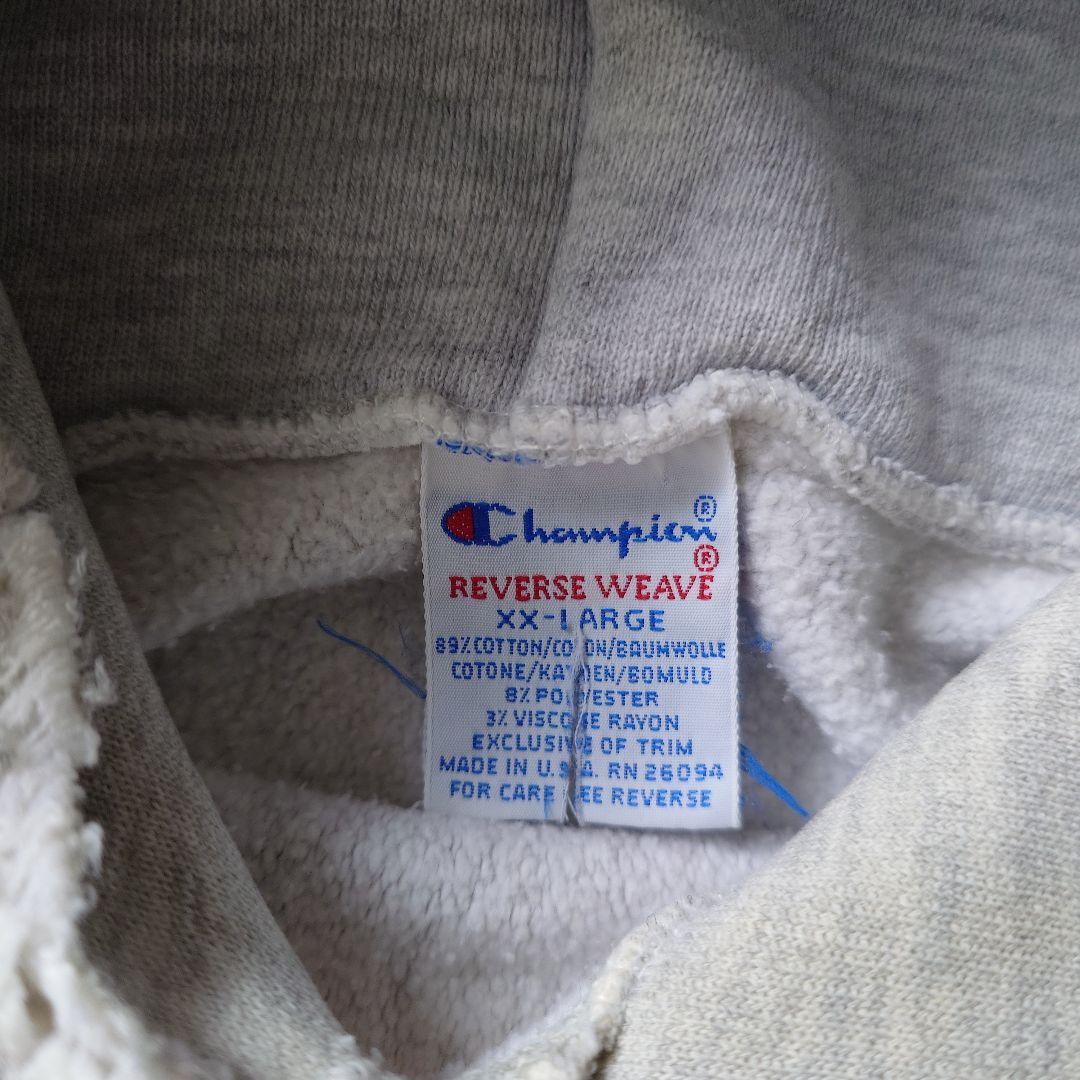 Champion®
REVERSE WEAVE®
XX-LARGE
89% COTTON/COTON/BAUMWOLLE
COTONE/KATOEN/BOMULD
8% POLYESTER
3% VISCOSE RAYON
EXCLUSIVE OF TRIM
MADE IN U.S.A. RN 26094
FOR CARE SEE REVERSE